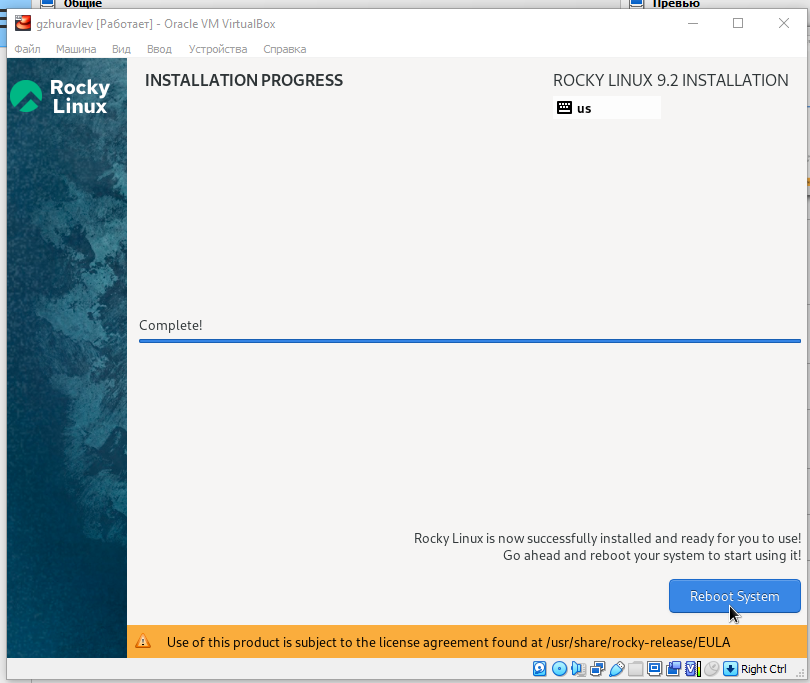 Общие
Превью
gzhuravlev [Работает] - Oracle VM VirtualBox
Файл Машина Вид Ввод Устройства Справка
Rocky
Linux
INSTALLATION PROGRESS
ROCKY LINUX 9.2 INSTALLATION
us
Complete!
Rocky Linux is now successfully installed and ready for you to use!
Go ahead and reboot your system to start using it!
Reboot System
Use of this product is subject to the license agreement found at /usr/share/rocky-release/EULA
Right Ctrl